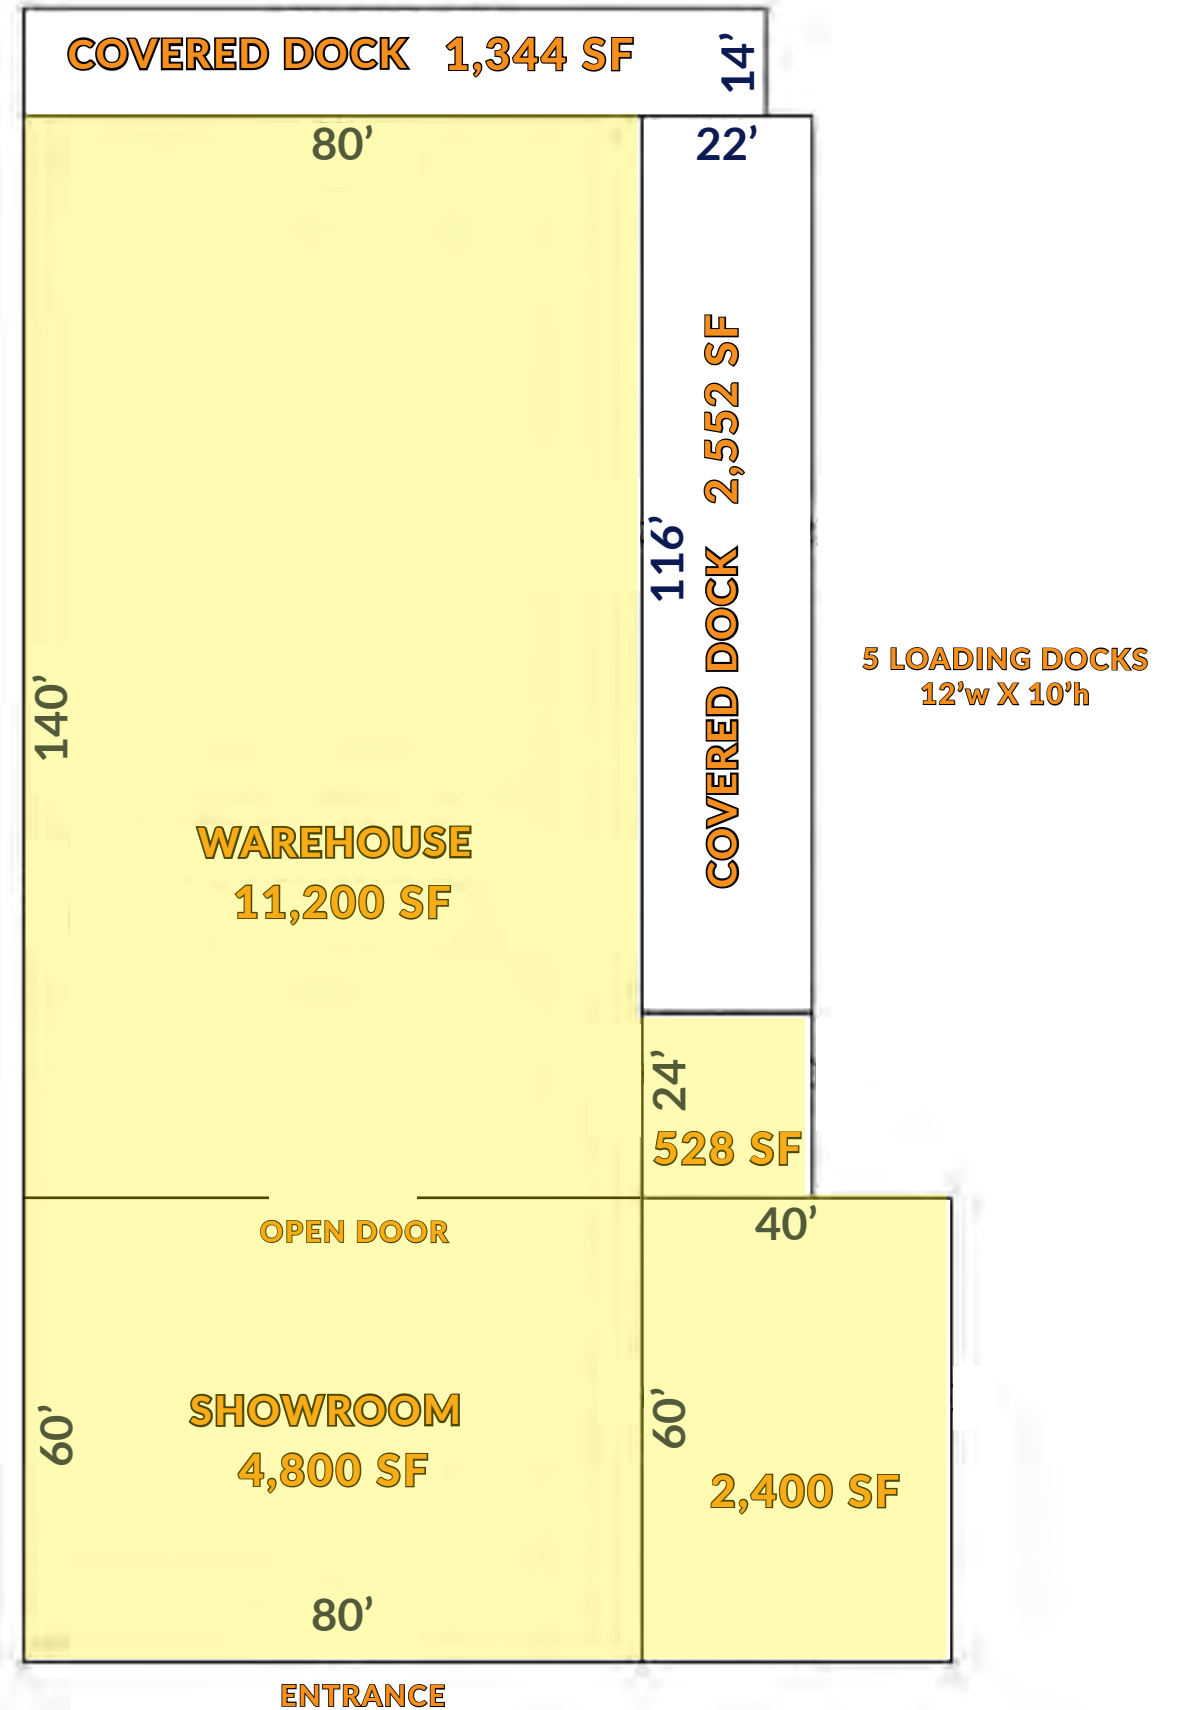 COVERED DOCK 1,344 SF
14’
80’
22’
COVERED DOCK 2,552 SF
116’
5 LOADING DOCKS
12’w X 10’h
140’
WAREHOUSE
11,200 SF
24’
528 SF
OPEN DOOR
40’
SHOWROOM
4,800 SF
60’
60’
2,400 SF
80’
ENTRANCE